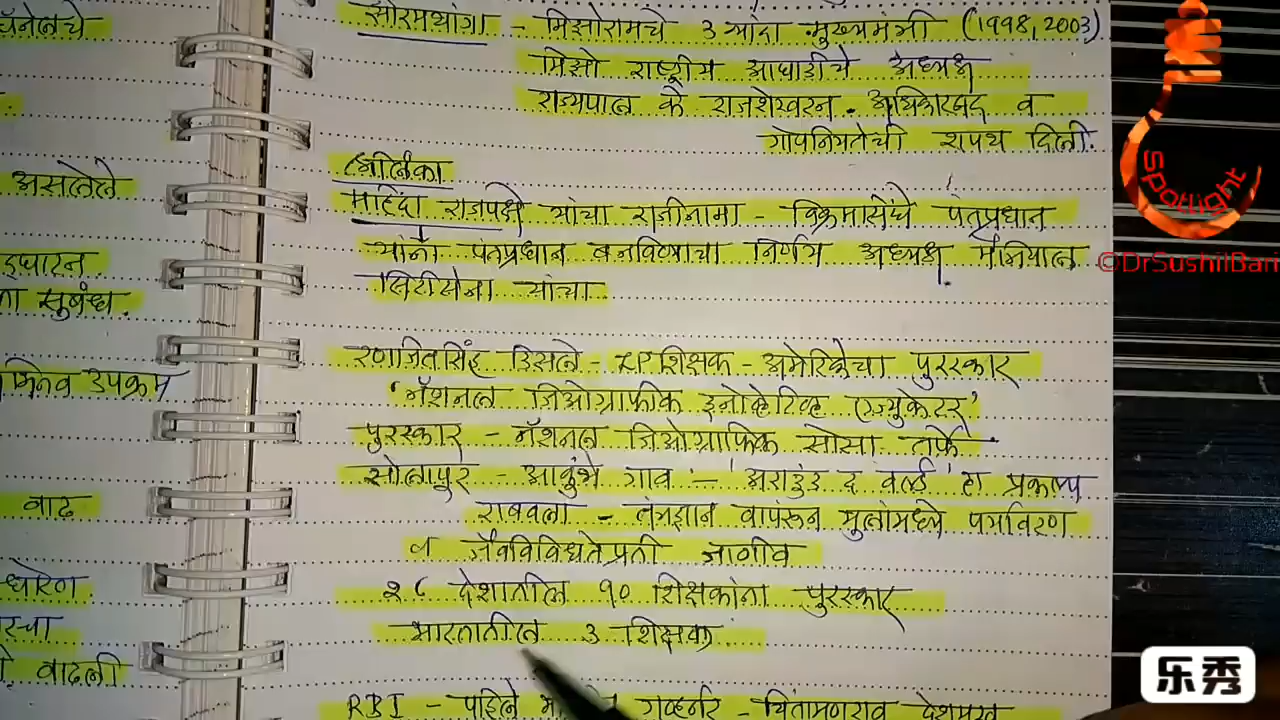 चॅनेलचे
असलेले
सुबंध.
उपक्रम
वाढ
धोरण
वाढली
सोरमथांगा - मिझोरामचे 3 यांदा मुख्यमंत्री (1998, 2003)
मिझो राष्ट्रीय आघाडीचे अध्यक्ष
राज्यपाल के राजशेखरन. अधिकारपद व
गोपनियतेची शपथ दिली.
श्रीलंका
महिंदा राजपक्षे यांचा राजीनामा - विक्रमसिंघे पंतप्रधान
यांना पंतप्रधान बनविण्याचा निर्णय अध्यक्ष मैत्रिपाल
सिरीसेना यांचा.
रणजितसिंह डिसले - ZP शिक्षक - अमेरिकेचा पुरस्कार
'नॅशनल जिओग्राफीक इनोव्हेटिव्ह एज्युकेटर'
पुरस्कार - नॅशनल जिओग्राफिक सोसा तर्फे.
सोलापूर - आकुंभे गाव - 'अराउंड द वर्ल्ड' हा प्रकल्प
राबवला - तंत्रज्ञान वापरून मुलांमध्ये पर्यावरण
व जैवविविधतेप्रती जाणीव
२८ देशातील १० शिक्षकांना पुरस्कार
भारतातील 3 शिक्षक
RBI - पहिले गव्हर्नर - चिंतामणराव देशमुख
Spotlight
©DrSushilBari
乐秀